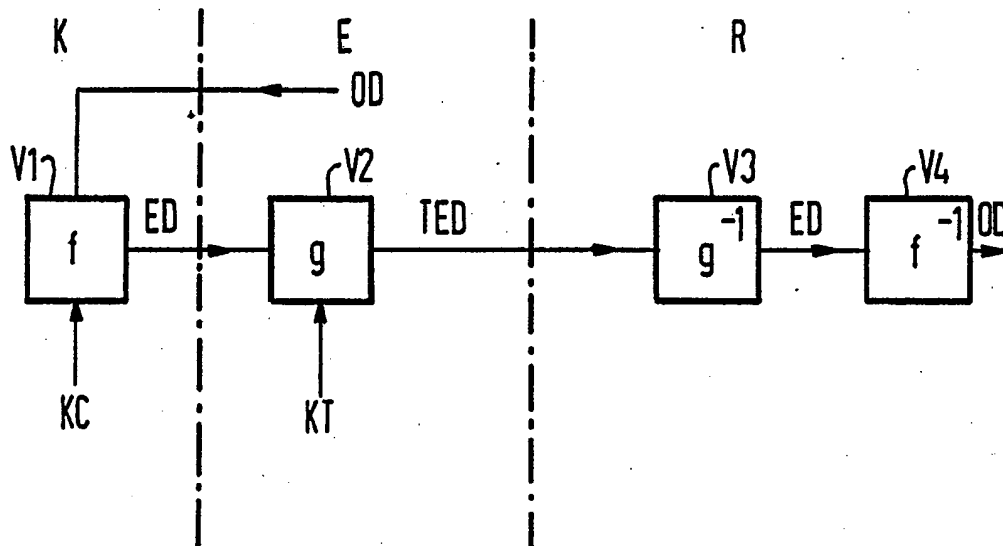 K E R
OD
V1 V2 V3 V4
f ED g TED g-1 ED f-1 OD
KC KT